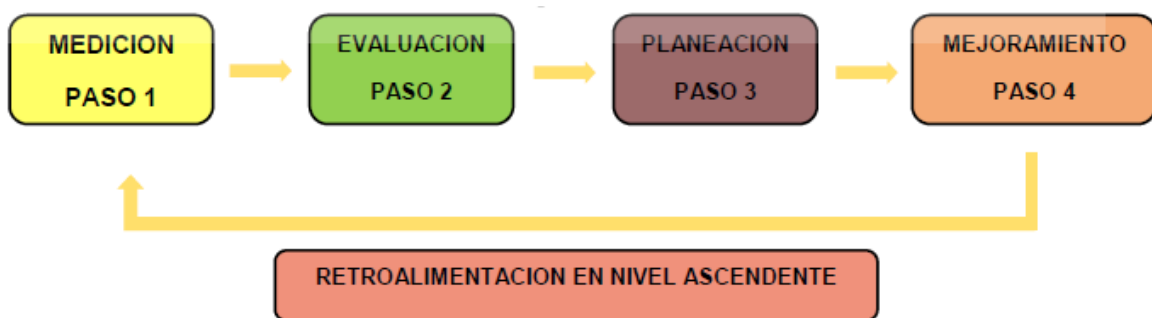 MEDICION
PASO 1
EVALUACION
PASO 2
PLANEACION
PASO 3
MEJORAMIENTO
PASO 4
RETROALIMENTACION EN NIVEL ASCENDENTE